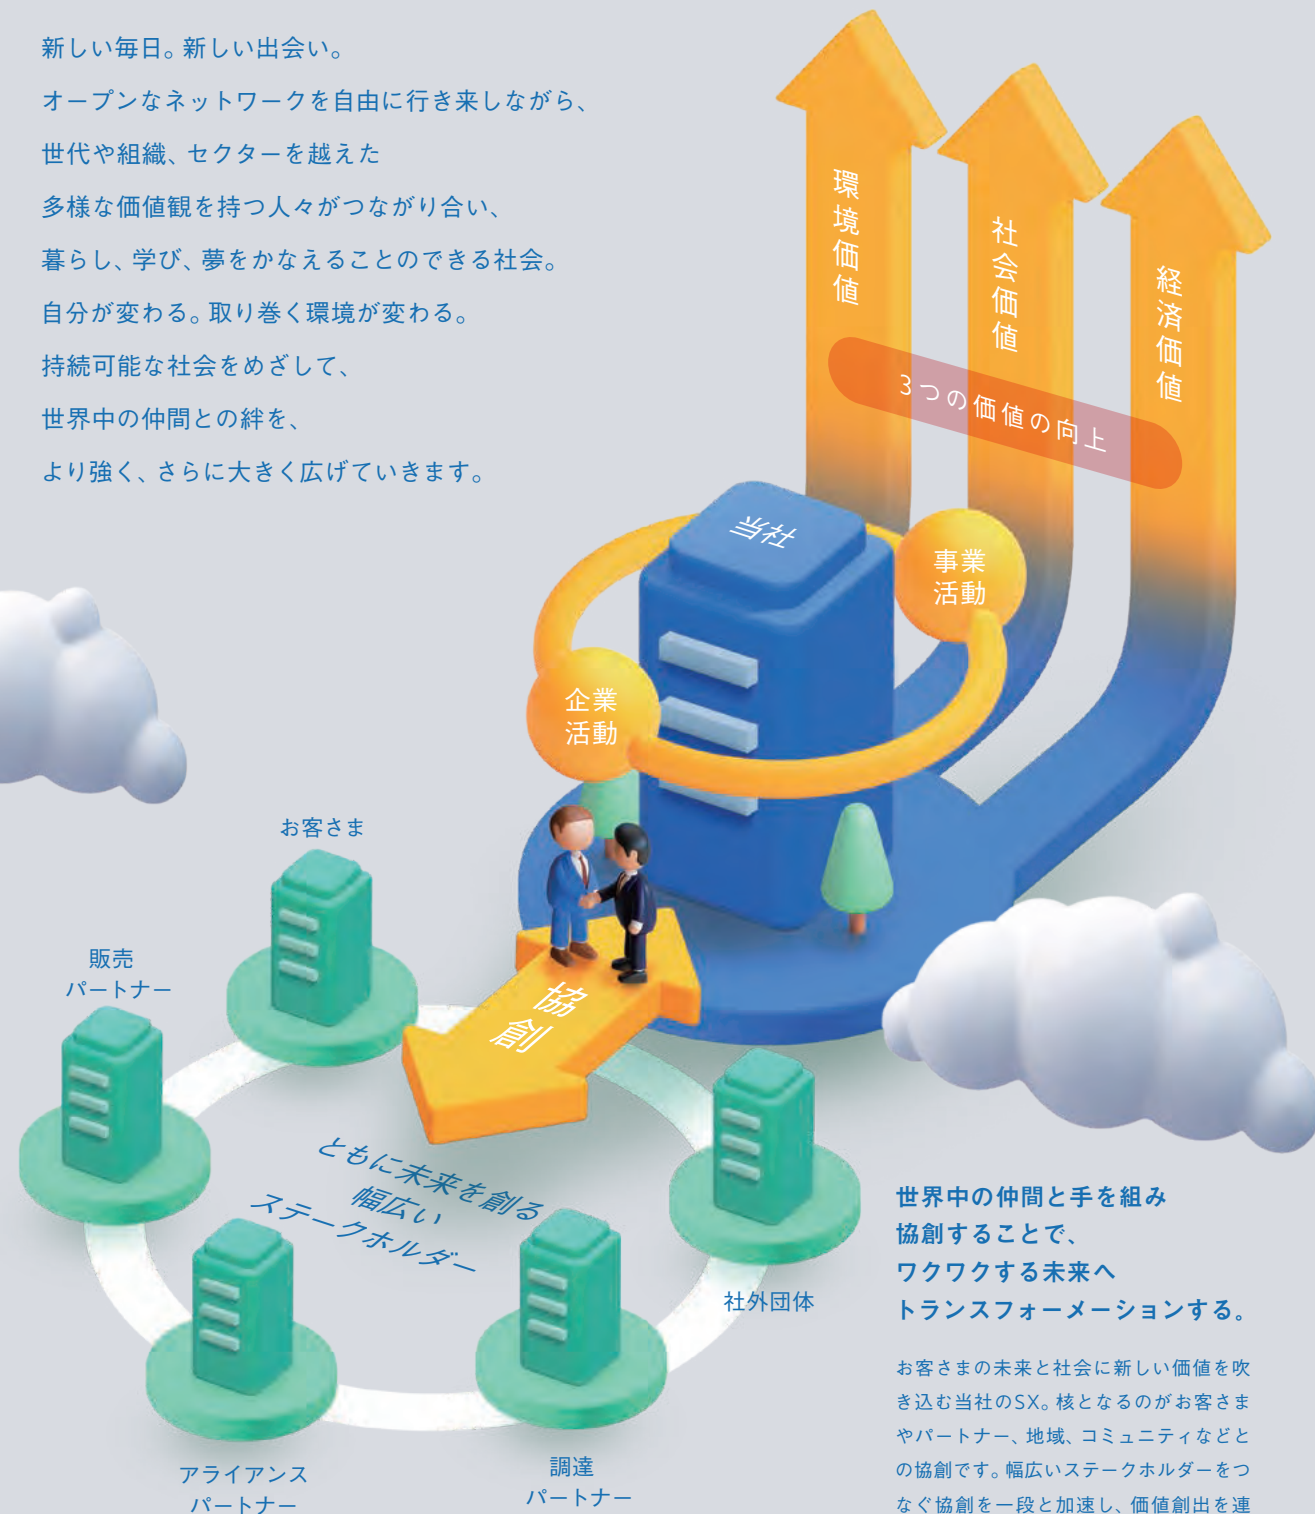 新しい毎日。新しい出会い。
オープンなネットワークを自由に行き来しながら、
世代や組織、セクターを越えた
多様な価値観を持つ人々がつながり合い、
暮らし、学び、夢をかなえることのできる社会。
自分が変わる。取り巻く環境が変わる。
持続可能な社会をめざして、
世界中の仲間との絆を、
より強く、さらに大きく広げていきます。
環境価値
社会価値
経済価値
3つの価値の向上
当社
事業
活動
企業
活動
お客さま
販売
パートナー
協創
ともに未来を創る
幅広い
ステークホルダー
社外団体
アライアンス
パートナー
調達
パートナー
世界中の仲間と手を組み
協創することで、
ワクワクする未来へ
トランスフォーメーションする。
お客さまの未来と社会に新しい価値を吹
き込む当社のSX。核となるのがお客さま
やパートナー、地域、コミュニティなどと
の協創です。幅広いステークホルダーをつ
なぐ協創を一段と加速し、価値創出を連